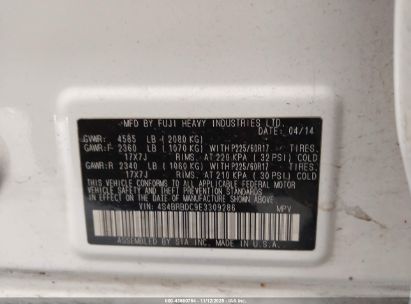 MFD BY FUJI HEAVY INDUSTRIES LTD.
DATE: 04/14
GVWR: 4585 LB (2080 KG)
GAWR:F 2360 LB (1070 KG) WITH P225/60R17 TIRES,
17X7J RIMS, AT 220 KPA (32 PSI) COLD
GAWR:R 2340 LB (1060 KG) WITH P225/60R17 TIRES,
17X7J RIMS, AT 210 KPA (30 PSI) COLD
THIS VEHICLE CONFORMS TO ALL APPLICABLE FEDERAL MOTOR
VEHICLE SAFETY AND THEFT PREVENTION STANDARDS IN
EFFECT ON THE DATE OF MANUFACTURE SHOWN ABOVE.
VIN: 4S4BRBDC9E3309286 MPV
ASSEMBLED BY SIA, INC. MADE IN U.S.A.